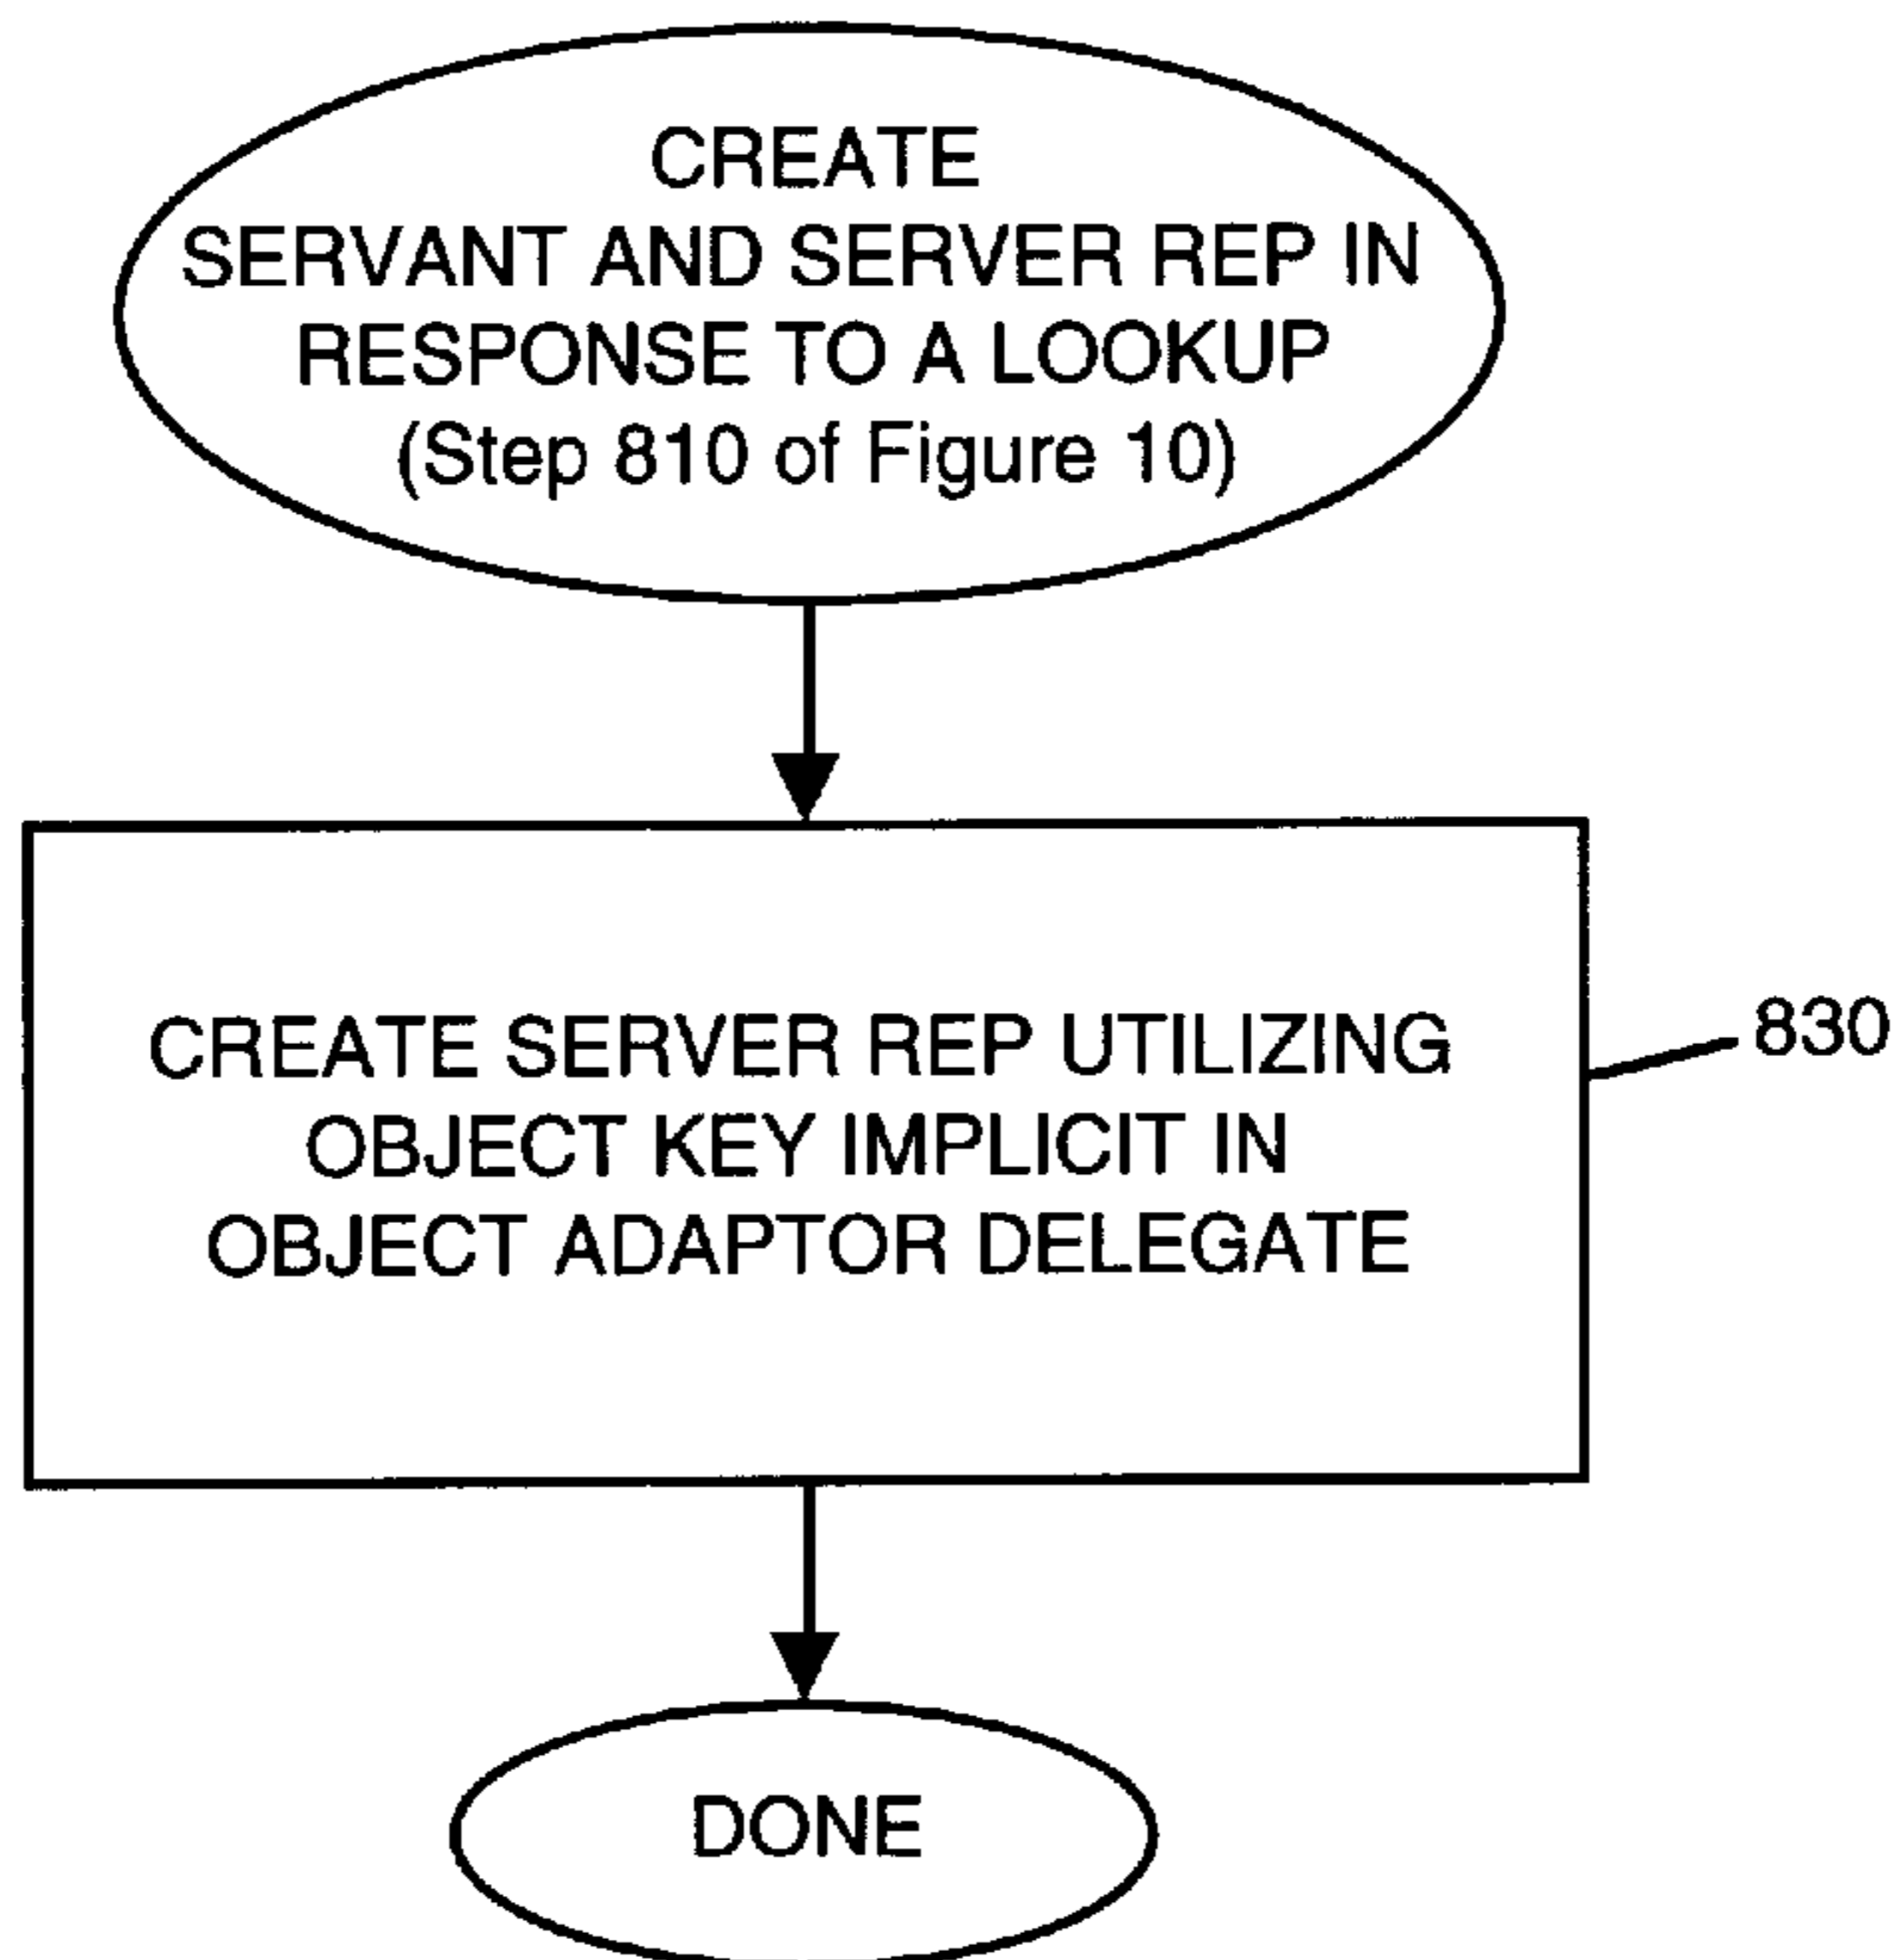 CREATE
SERVANT AND SERVER REP IN
RESPONSE TO A LOOKUP
(Step 810 of Figure 10)
CREATE SERVER REP UTILIZING
OBJECT KEY IMPLICIT IN
OBJECT ADAPTOR DELEGATE
830
DONE